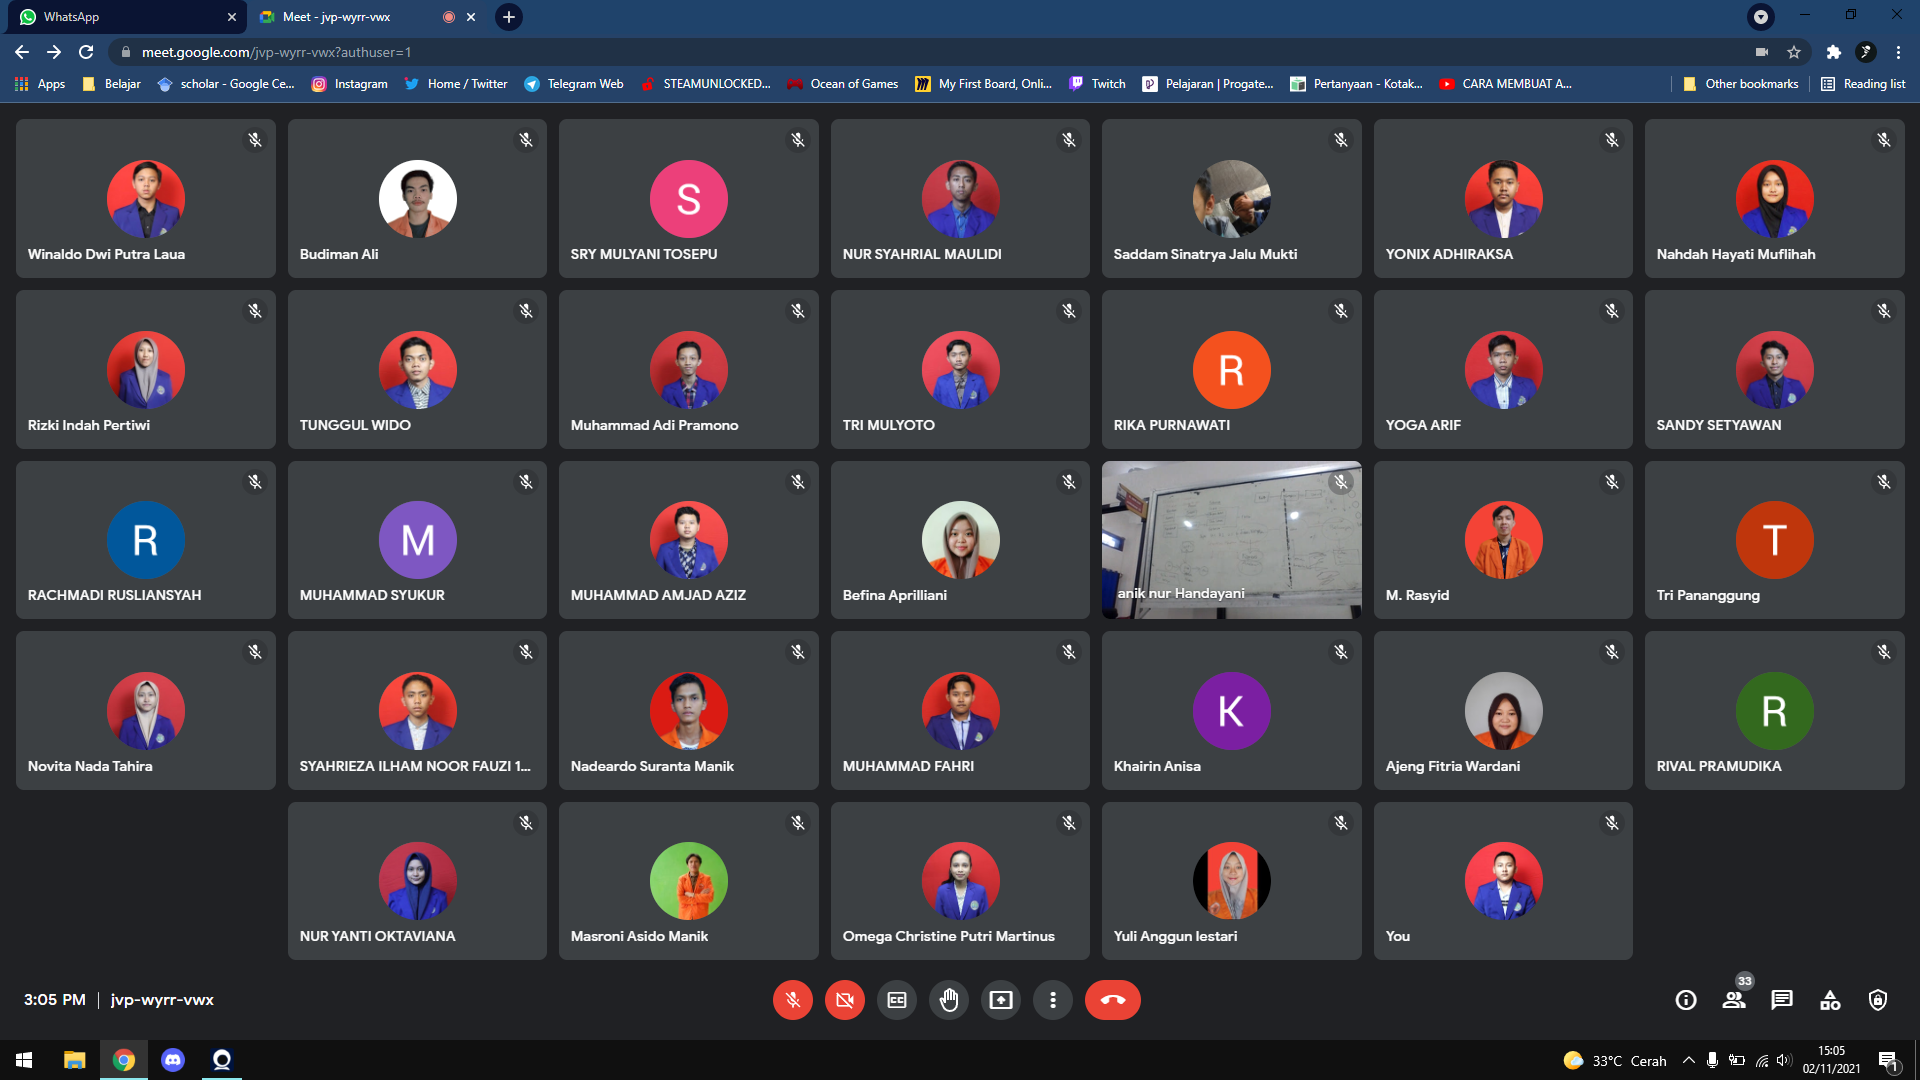 WhatsApp
Meet - jvp-wyrr-vwx
meet.google.com/jvp-wyrr-vwx?authuser=1
Apps
Belajar
scholar - Google Ce...
Instagram
Home / Twitter
Telegram Web
STEAMUNLOCKED...
Ocean of Games
My First Board, Onli...
Twitch
Pelajaran | Progate...
Pertanyaan - Kotak...
CARA MEMBUAT A...
Other bookmarks
Reading list
Winaldo Dwi Putra Laua
Budiman Ali
S
SRY MULYANI TOSEPU
NUR SYAHRIAL MAULIDI
Saddam Sinatrya Jalu Mukti
YONIX ADHIRAKSA
Nahdah Hayati Muflihah
Rizki Indah Pertiwi
TUNGGUL WIDO
Muhammad Adi Pramono
TRI MULYOTO
R
RIKA PURNAWATI
YOGA ARIF
SANDY SETYAWAN
R
RACHMADI RUSLIANSYAH
M
MUHAMMAD SYUKUR
MUHAMMAD AMJAD AZIZ
Befina Aprilliani
anik nur Handayani
M. Rasyid
T
Tri Pananggung
Novita Nada Tahira
SYAHRIEZA ILHAM NOOR FAUZI 1...
Nadeardo Suranta Manik
MUHAMMAD FAHRI
K
Khairin Anisa
Ajeng Fitria Wardani
R
RIVAL PRAMUDIKA
NUR YANTI OKTAVIANA
Masroni Asido Manik
Omega Christine Putri Martinus
Yuli Anggun lestari
You
3:05 PM | jvp-wyrr-vwx
CC
33
33°C Cerah
15:05
02/11/2021
1